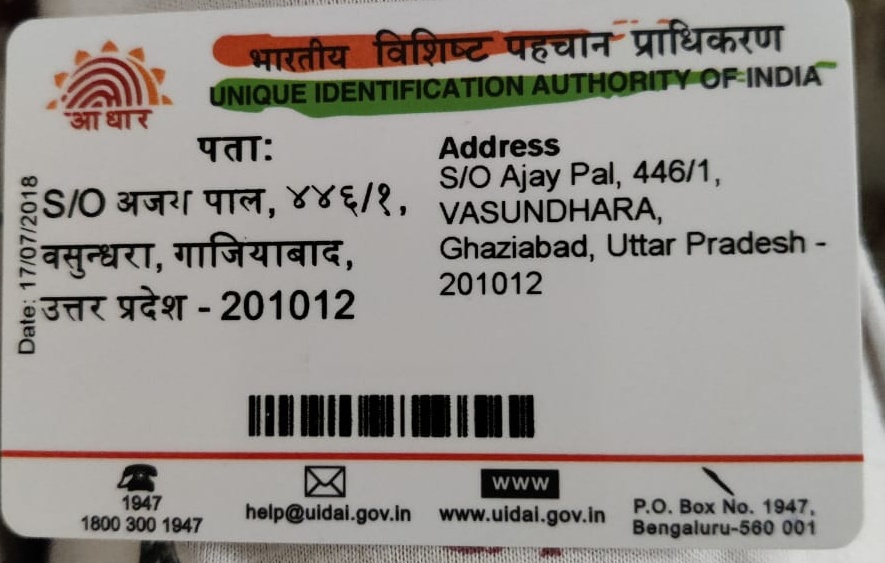 भारतीय विशिष्ट पहचान प्राधिकरण
UNIQUE IDENTIFICATION AUTHORITY OF INDIA
आधार
पता:
S/O अजय पाल, ४४६/१,
वसुन्धरा, गाजियाबाद,
उत्तर प्रदेश - 201012
Address
S/O Ajay Pal, 446/1,
VASUNDHARA,
Ghaziabad, Uttar Pradesh -
201012
Date: 17/07/2018
1947
1800 300 1947
help@uidai.gov.in
WWW
www.uidai.gov.in
P.O. Box No. 1947,
Bengaluru-560 001